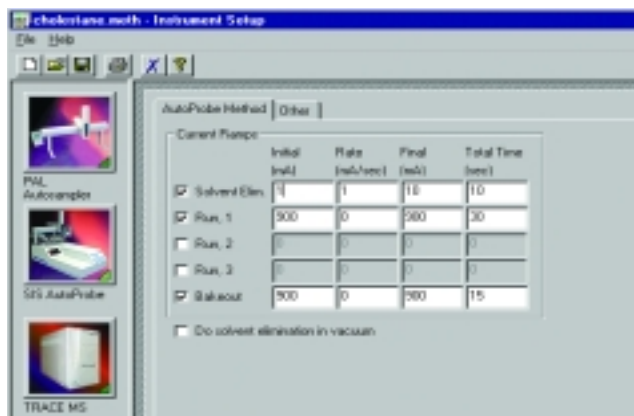 cholestane.meth - Instrument Setup
File Help
X ?
PAL
Autosampler
SIS AutoProbe
TRACE MS
AutoProbe Method Other
Current Ramps
Initial Rate Final Total Time
(mA) (mA/sec) (mA) (sec)
Solvent Elim. 1 1 10 10
Run, 1 900 0 900 30
Run, 2 0 0 0 0
Run, 3 0 0 0 0
Bakeout 900 0 900 15
Do solvent elimination in vacuum